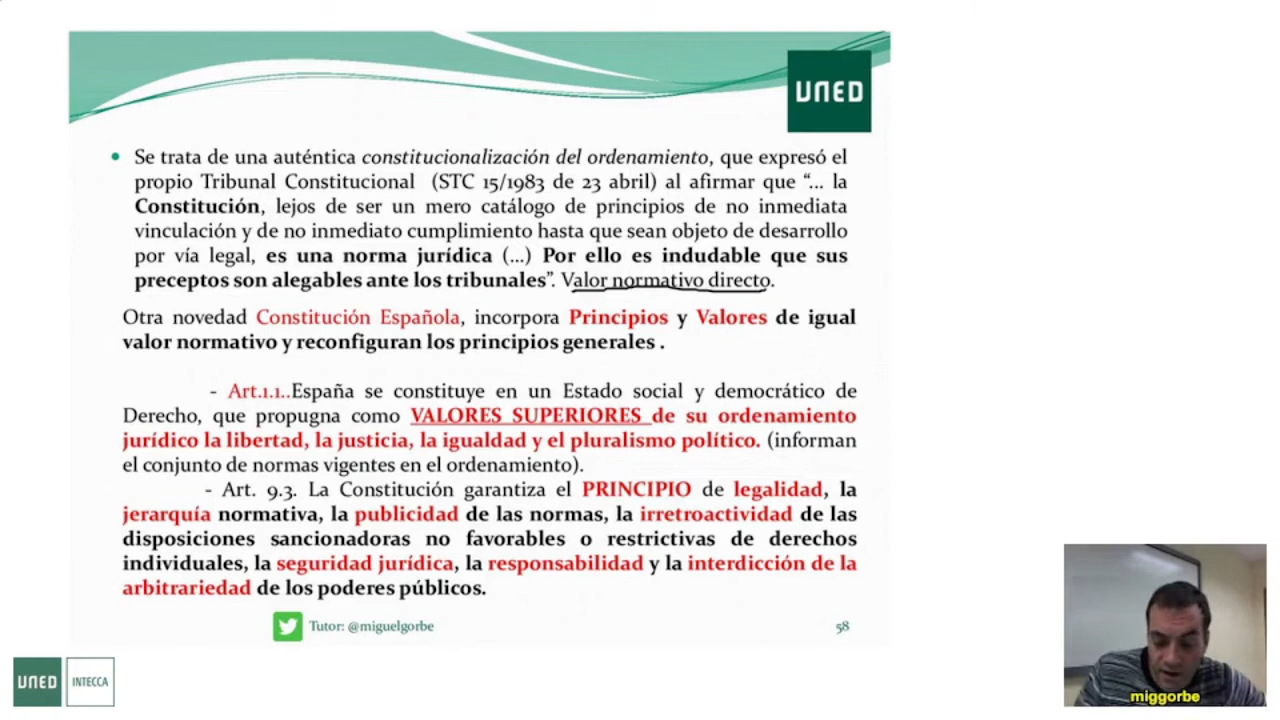 UNED
• Se trata de una auténtica constitucionalización del ordenamiento, que expresó el
propio Tribunal Constitucional (STC 15/1983 de 23 abril) al afirmar que “... la
Constitución, lejos de ser un mero catálogo de principios de no inmediata
vinculación y de no inmediato cumplimiento hasta que sean objeto de desarrollo
por vía legal, es una norma jurídica (...) Por ello es indudable que sus
preceptos son alegables ante los tribunales”. Valor normativo directo.
Otra novedad Constitución Española, incorpora Principios y Valores de igual
valor normativo y reconfiguran los principios generales .
- Art.1.1..España se constituye en un Estado social y democrático de
Derecho, que propugna como VALORES SUPERIORES de su ordenamiento
jurídico la libertad, la justicia, la igualdad y el pluralismo político. (informan
el conjunto de normas vigentes en el ordenamiento).
- Art. 9.3. La Constitución garantiza el PRINCIPIO de legalidad, la
jerarquía normativa, la publicidad de las normas, la irretroactividad de las
disposiciones sancionadoras no favorables o restrictivas de derechos
individuales, la seguridad jurídica, la responsabilidad y la interdicción de la
arbitrariedad de los poderes públicos.
Tutor: @miguelgorbe
58
UNED INTECCA
miggorbe